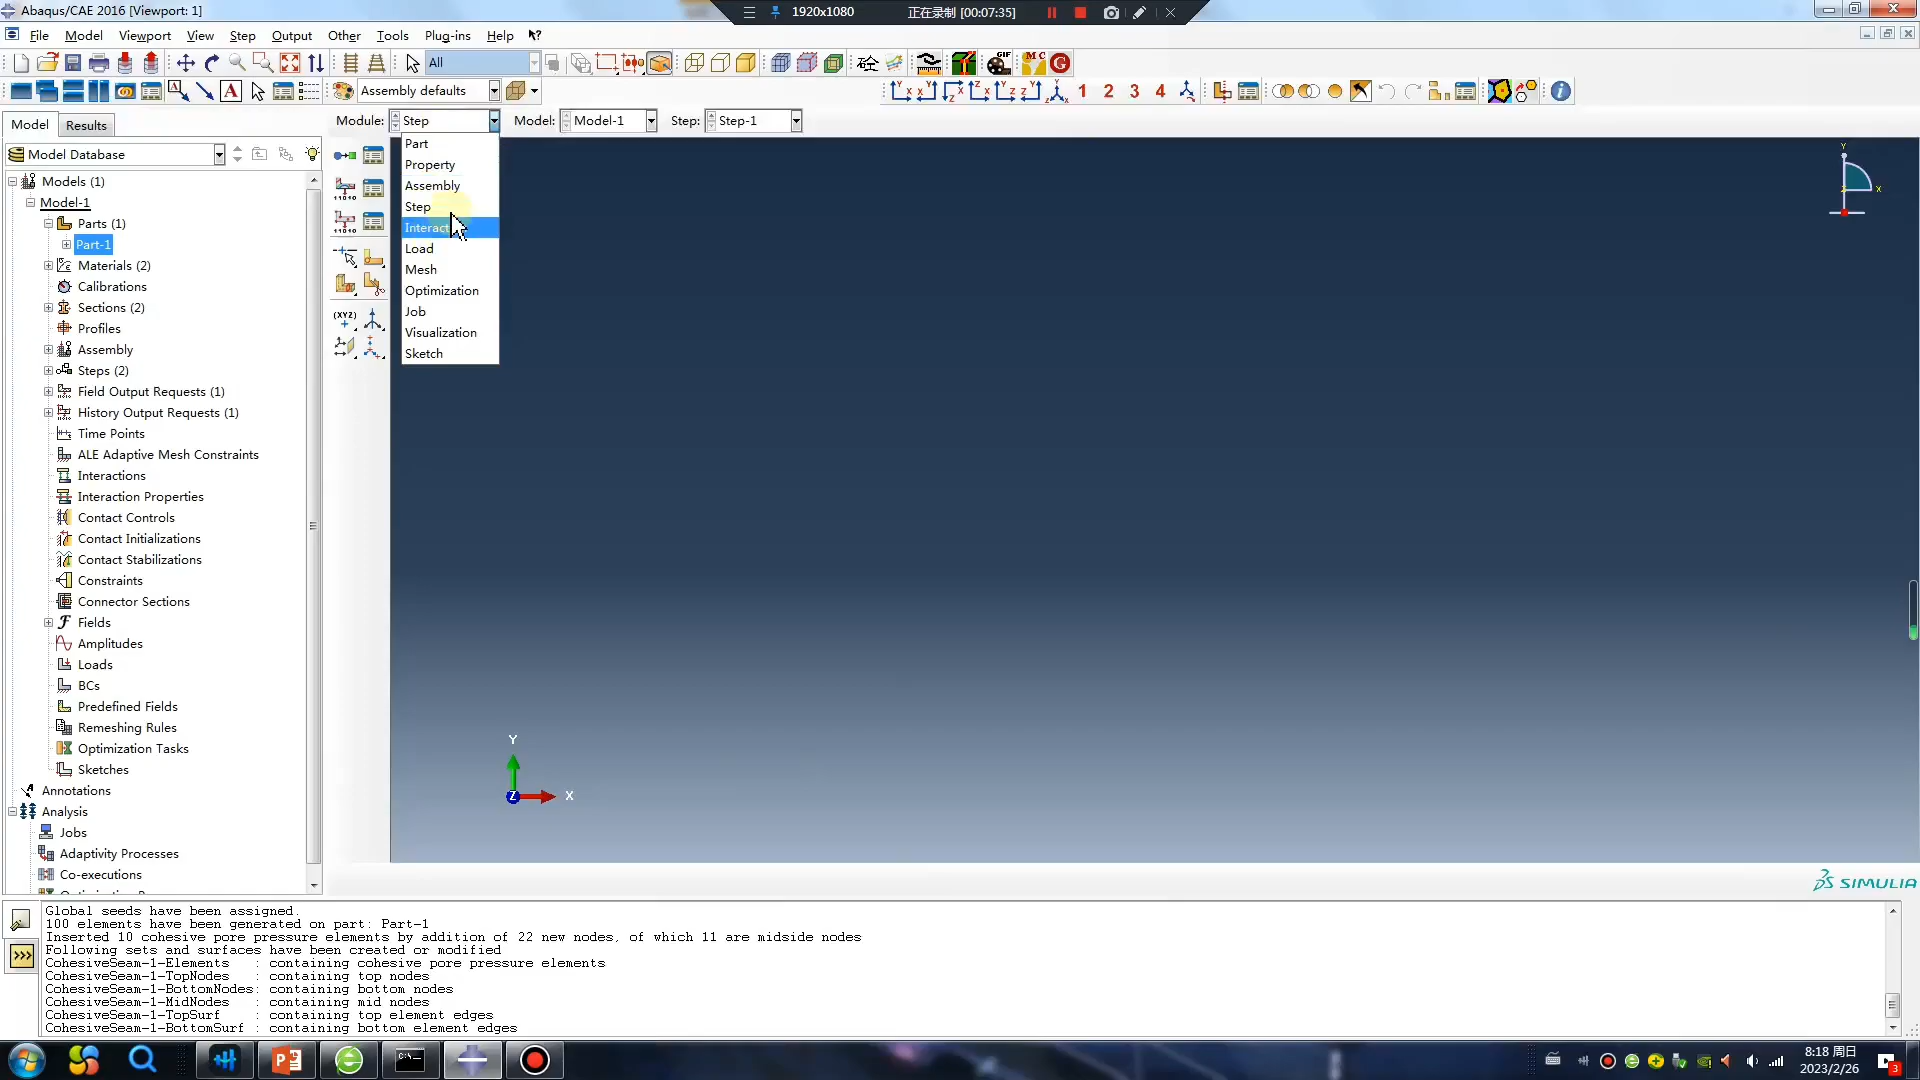 Abaqus/CAE 2016 [Viewport: 1]
1920x1080
正在录制 [00:07:35]
File Model Viewport View Step Output Other Tools Plug-ins Help
All
GIF
MC
G
Assembly defaults
1 2 3 4
Model Results
Module: Step Model: Model-1 Step: Step-1
Model Database
Part
Property
Assembly
Step
Interact
Load
Mesh
Optimization
Job
Visualization
Sketch
Models (1)
Model-1
Parts (1)
Part-1
Materials (2)
Calibrations
Sections (2)
Profiles
Assembly
Steps (2)
Field Output Requests (1)
History Output Requests (1)
Time Points
ALE Adaptive Mesh Constraints
Interactions
Interaction Properties
Contact Controls
Contact Initializations
Contact Stabilizations
Constraints
Connector Sections
Fields
Amplitudes
Loads
BCs
Predefined Fields
Remeshing Rules
Optimization Tasks
Sketches
Annotations
Analysis
Jobs
Adaptivity Processes
Co-executions
(XYZ)
Y
X
Y
Z
X
SIMULIA
Global seeds have been assigned.
100 elements have been generated on part: Part-1
Inserted 10 cohesive pore pressure elements by addition of 22 new nodes, of which 11 are midside nodes
Following sets and surfaces have been created or modified
CohesiveSeam-1-Elements : containing cohesive pore pressure elements
CohesiveSeam-1-TopNodes : containing top nodes
CohesiveSeam-1-BottomNodes: containing bottom nodes
CohesiveSeam-1-MidNodes : containing mid nodes
CohesiveSeam-1-TopSurf : containing top element edges
CohesiveSeam-1-BottomSurf : containing bottom element edges
8:18 周日
2023/2/26
3